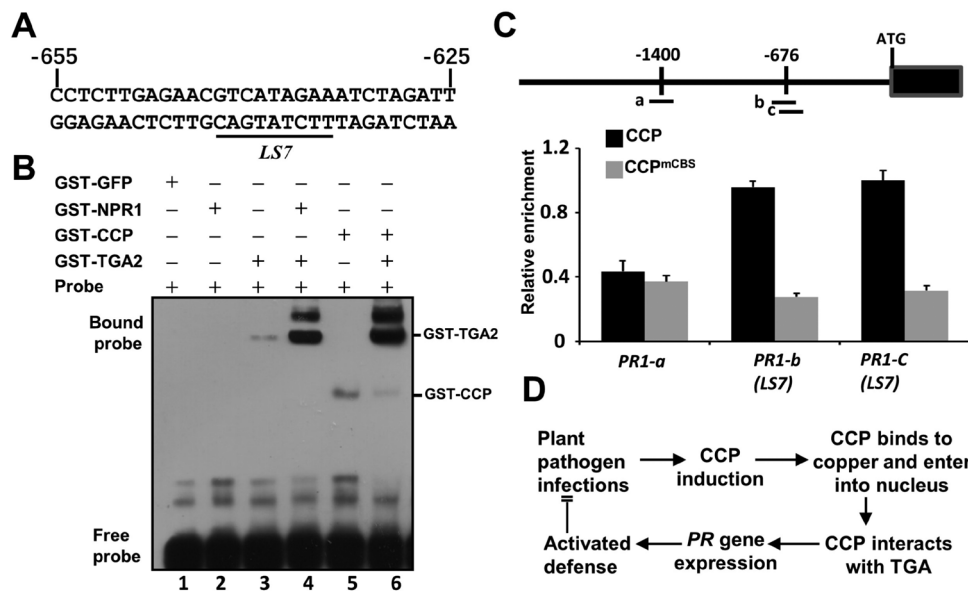 A
-655 -625
CCTCTTGAGAACGTCATAGAAATCTAGATT
GGAGAACTCTTGCAGTATCTTTAGATCTAA
LS7
B
GST-GFP + – – – – –
GST-NPR1 – + – + – –
GST-CCP – – – – + +
GST-TGA2 – – + + – +
Probe + + + + + +
Bound
probe
GST-TGA2
GST-CCP
Free
probe
1 2 3 4 5 6
C
-1400 -676 ATG
a b
c
CCP
CCPmCBS
Relative enrichment
1.2
0.8
0.4
0
PR1-a PR1-b PR1-C
(LS7) (LS7)
D
Plant
pathogen
infections
CCP
induction
CCP binds to
copper and enter
into nucleus
CCP interacts
with TGA
PR gene
expression
Activated
defense